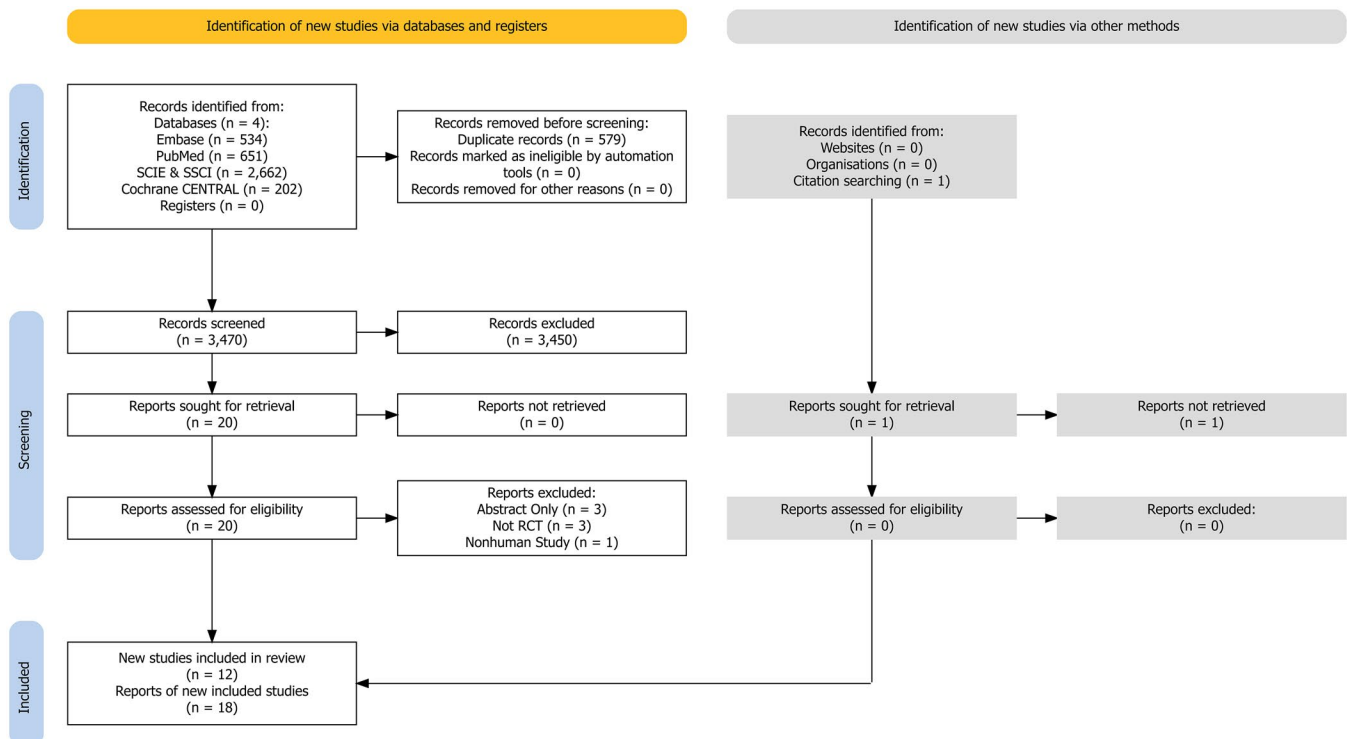 Identification of new studies via databases and registers
Identification of new studies via other methods
Identification
Records identified from:
Databases (n = 4):
Embase (n = 534)
PubMed (n = 651)
SCIE & SSCI (n = 2,662)
Cochrane CENTRAL (n = 202)
Registers (n = 0)
Records removed before screening:
Duplicate records (n = 579)
Records marked as ineligible by automation
tools (n = 0)
Records removed for other reasons (n = 0)
Records identified from:
Websites (n = 0)
Organisations (n = 0)
Citation searching (n = 1)
Screening
Records screened
(n = 3,470)
Records excluded
(n = 3,450)
Reports sought for retrieval
(n = 20)
Reports not retrieved
(n = 0)
Reports sought for retrieval
(n = 1)
Reports not retrieved
(n = 1)
Reports assessed for eligibility
(n = 20)
Reports excluded:
Abstract Only (n = 3)
Not RCT (n = 3)
Nonhuman Study (n = 1)
Reports assessed for eligibility
(n = 0)
Reports excluded:
(n = 0)
Included
New studies included in review
(n = 12)
Reports of new included studies
(n = 18)